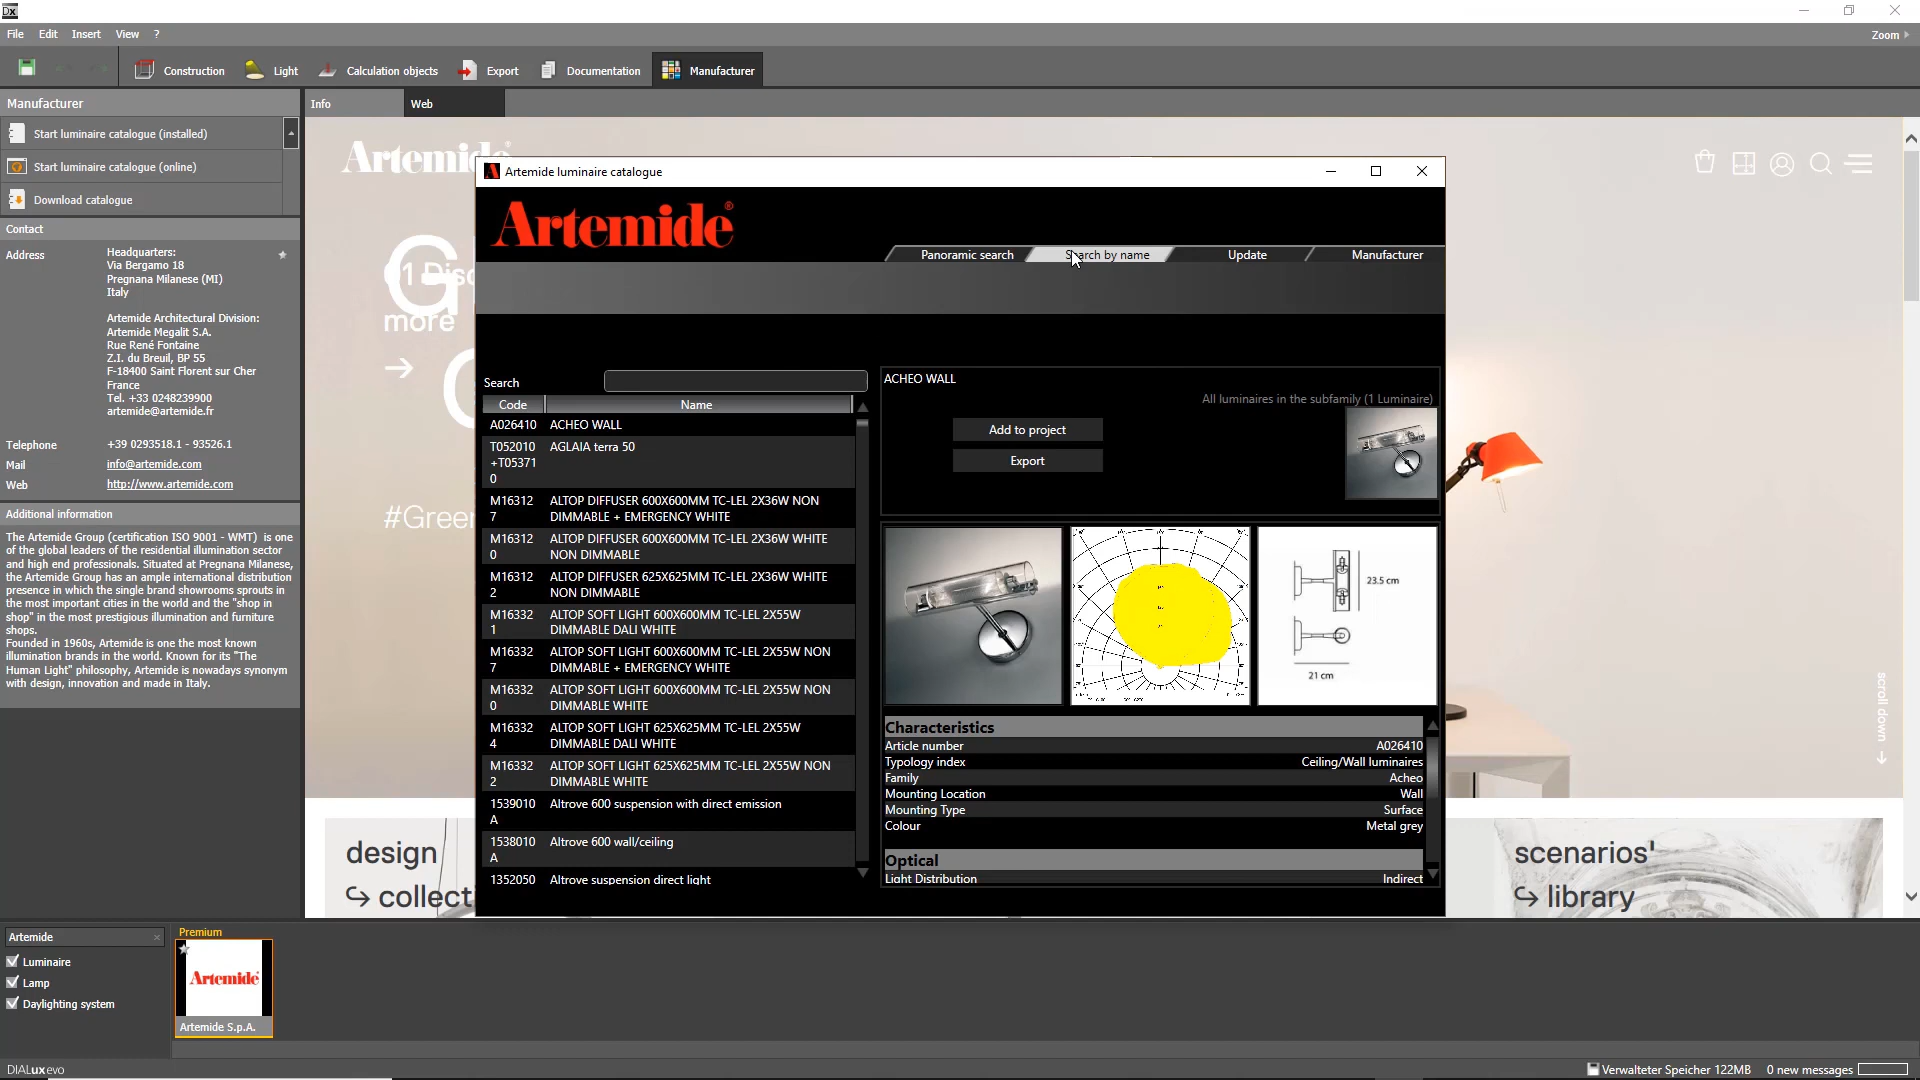 Dx
File Edit Insert View ?
Zoom
Construction Light Calculation objects Export Documentation Manufacturer
Manufacturer
Start luminaire catalogue (installed)
Start luminaire catalogue (online)
Download catalogue
Contact
Address
Headquarters:
Via Bergamo 18
Pregnana Milanese (MI)
Italy
Artemide Architectural Division:
Artemide Megalit S.A.
Rue René Fontaine
Z.I. du Breuil, BP 55
F-18400 Saint Florent sur Cher
France
Tel. +33 0248239900
artemide@artemide.fr
Telephone +39 0293518.1 - 93526.1
Mail info@artemide.com
Web http://www.artemide.com
Additional information
The Artemide Group (certification ISO 9001 - WMT) is one
of the global leaders of the residential illumination sector
and high end professionals. Situated at Pregnana Milanese,
the Artemide Group has an ample international distribution
presence in which the single brand showrooms sprouts in
the most important cities in the world and the "shop in
shop" in the most prestigious illumination and furniture
shops.
Founded in 1960s, Artemide is one the most known
illumination brands in the world. Known for its "The
Human Light" philosophy, Artemide is nowadays synonym
with design, innovation and made in Italy.
Info Web
more
→
scroll down →
design
↪ collecti
scenarios'
↪ library
Artemide luminaire catalogue
Artemide®
Panoramic search Search by name Update Manufacturer
Search
Code Name
A026410 ACHEO WALL
T052010 AGLAIA terra 50
+T05371
0
M16312 ALTOP DIFFUSER 600X600MM TC-LEL 2X36W NON
7 DIMMABLE + EMERGENCY WHITE
M16312 ALTOP DIFFUSER 600X600MM TC-LEL 2X36W WHITE
0 NON DIMMABLE
M16312 ALTOP DIFFUSER 625X625MM TC-LEL 2X36W WHITE
2 NON DIMMABLE
M16332 ALTOP SOFT LIGHT 600X600MM TC-LEL 2X55W
1 DIMMABLE DALI WHITE
M16332 ALTOP SOFT LIGHT 600X600MM TC-LEL 2X55W NON
7 DIMMABLE + EMERGENCY WHITE
M16332 ALTOP SOFT LIGHT 600X600MM TC-LEL 2X55W NON
0 DIMMABLE WHITE
M16332 ALTOP SOFT LIGHT 625X625MM TC-LEL 2X55W
4 DIMMABLE DALI WHITE
M16332 ALTOP SOFT LIGHT 625X625MM TC-LEL 2X55W NON
2 DIMMABLE WHITE
1539010 Altrove 600 suspension with direct emission
A
1538010 Altrove 600 wall/ceiling
A
1352050 Altrove suspension direct light
ACHEO WALL
All luminaires in the subfamily (1 Luminaire)
Add to project
Export
23.5 cm
21 cm
Characteristics
Article number A026410
Typology index Ceiling/Wall luminaires
Family Acheo
Mounting Location Wall
Mounting Type Surface
Colour Metal grey
Optical
Light Distribution Indirect
Artemide
Luminaire
Lamp
Daylighting system
Premium
Artemide
Artemide S.p.A.
DIALux evo
Verwalteter Speicher 122MB 0 new messages